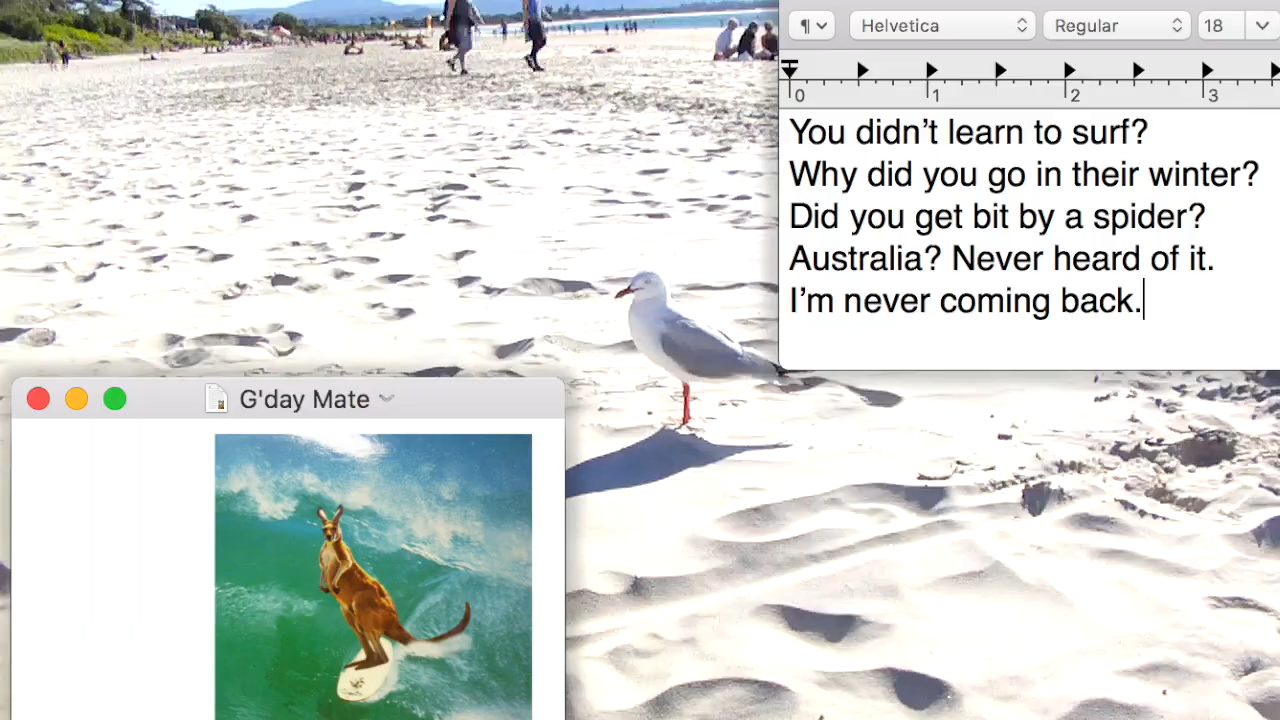 Helvetica Regular 18
0 1 2 3
You didn’t learn to surf?
Why did you go in their winter?
Did you get bit by a spider?
Australia? Never heard of it.
I’m never coming back.
G'day Mate